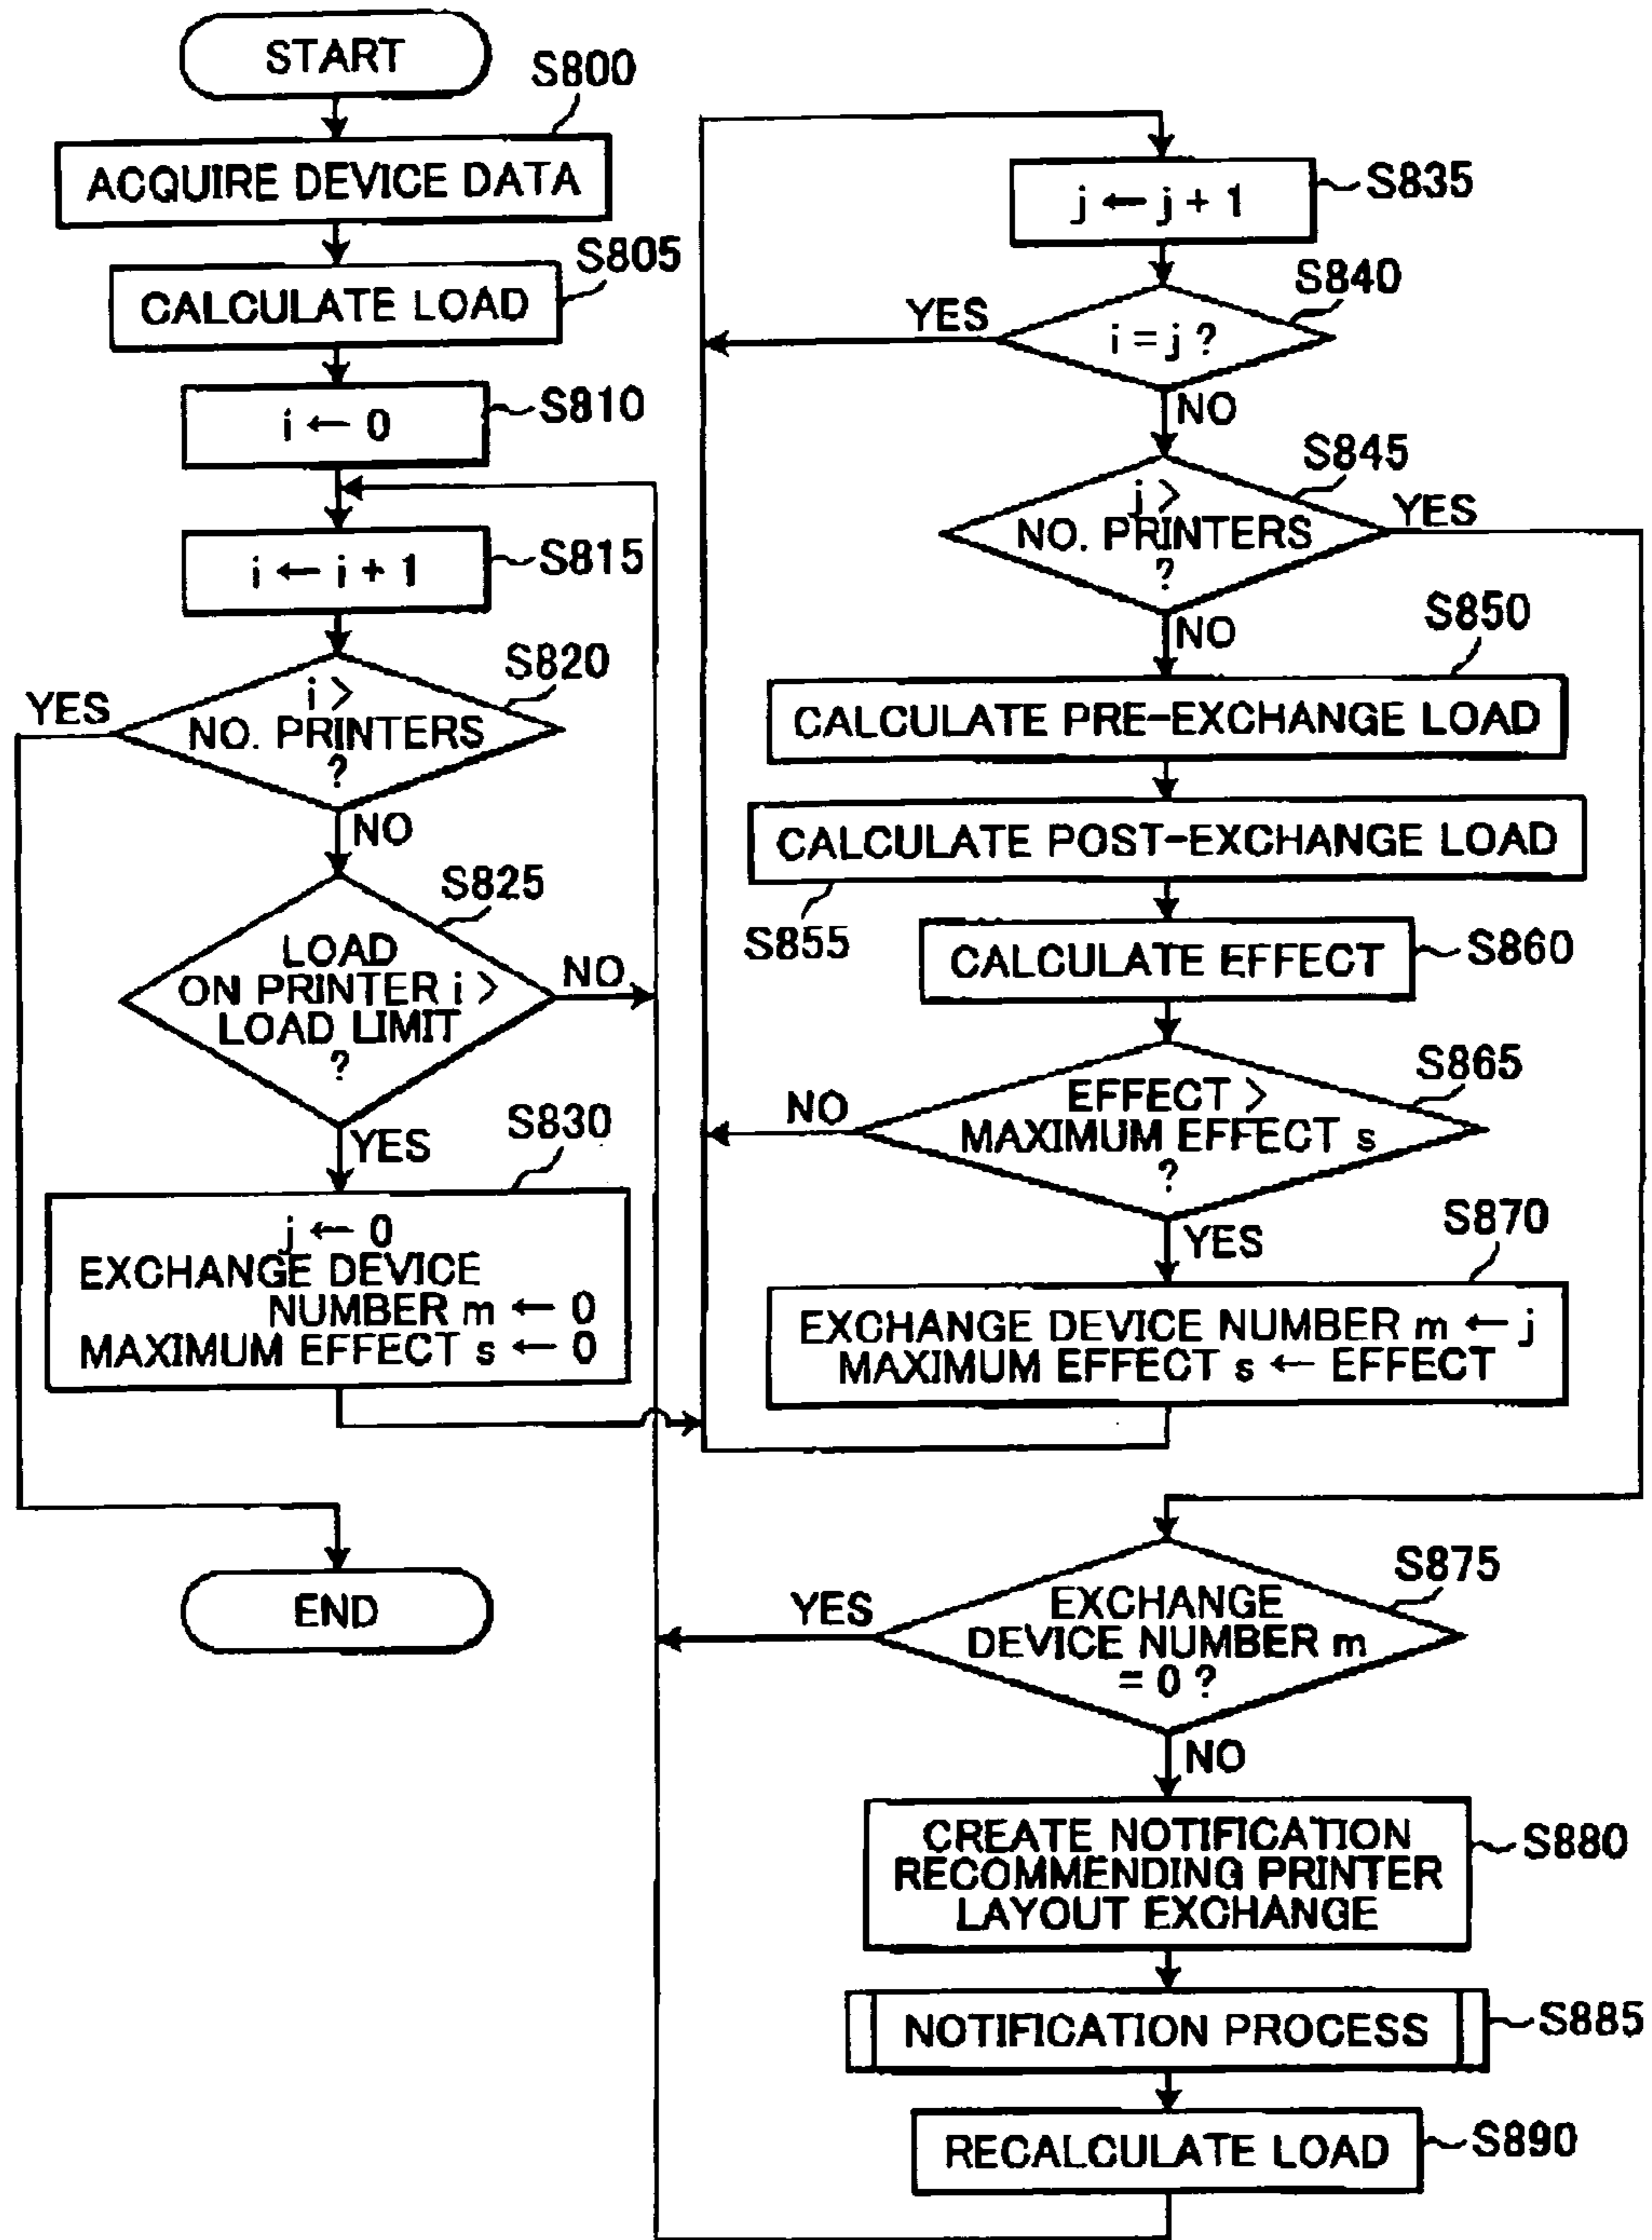 START
S800
ACQUIRE DEVICE DATA
S805
CALCULATE LOAD
S810
i ← 0
S815
i ← i + 1
S820
YES
i >
NO. PRINTERS
?
NO
S825
LOAD
ON PRINTER i >
LOAD LIMIT
?
NO
YES
S830
j ← 0
EXCHANGE DEVICE
NUMBER m ← 0
MAXIMUM EFFECT s ← 0
END
j ← j + 1
S835
S840
YES
i = j ?
NO
S845
j >
NO. PRINTERS
?
YES
NO
S850
CALCULATE PRE-EXCHANGE LOAD
CALCULATE POST-EXCHANGE LOAD
S855
CALCULATE EFFECT
S860
S865
NO
EFFECT >
MAXIMUM EFFECT s
?
YES
S870
EXCHANGE DEVICE NUMBER m ← j
MAXIMUM EFFECT s ← EFFECT
S875
YES
EXCHANGE
DEVICE NUMBER m
= 0 ?
NO
CREATE NOTIFICATION
RECOMMENDING PRINTER
LAYOUT EXCHANGE
S880
NOTIFICATION PROCESS
S885
RECALCULATE LOAD
S890